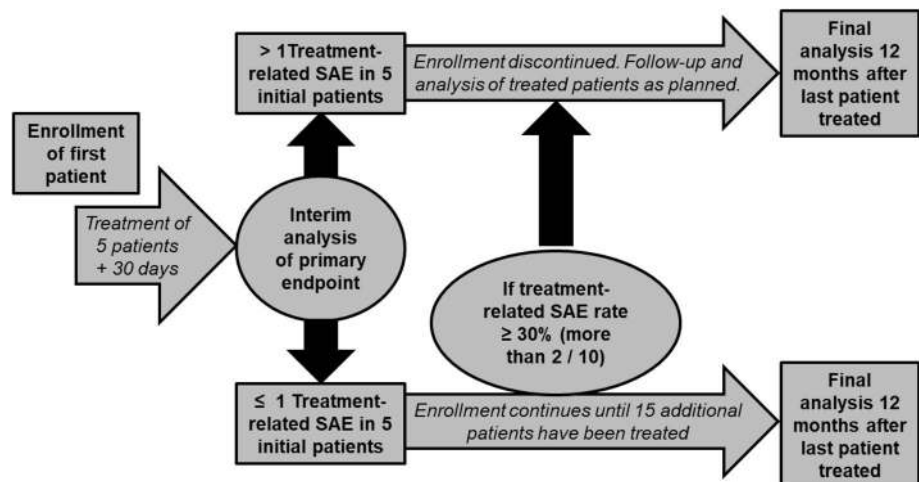 Enrollment
of first
patient
Treatment of
5 patients
+ 30 days
Interim
analysis
of primary
endpoint
> 1Treatment-
related SAE in 5
initial patients
Enrollment discontinued. Follow-up and
analysis of treated patients as planned.
Final
analysis 12
months after
last patient
treated
If treatment-
related SAE rate
≥ 30% (more
than 2 / 10)
≤ 1 Treatment-
related SAE in 5
initial patients
Enrollment continues until 15 additional
patients have been treated
Final
analysis 12
months after
last patient
treated